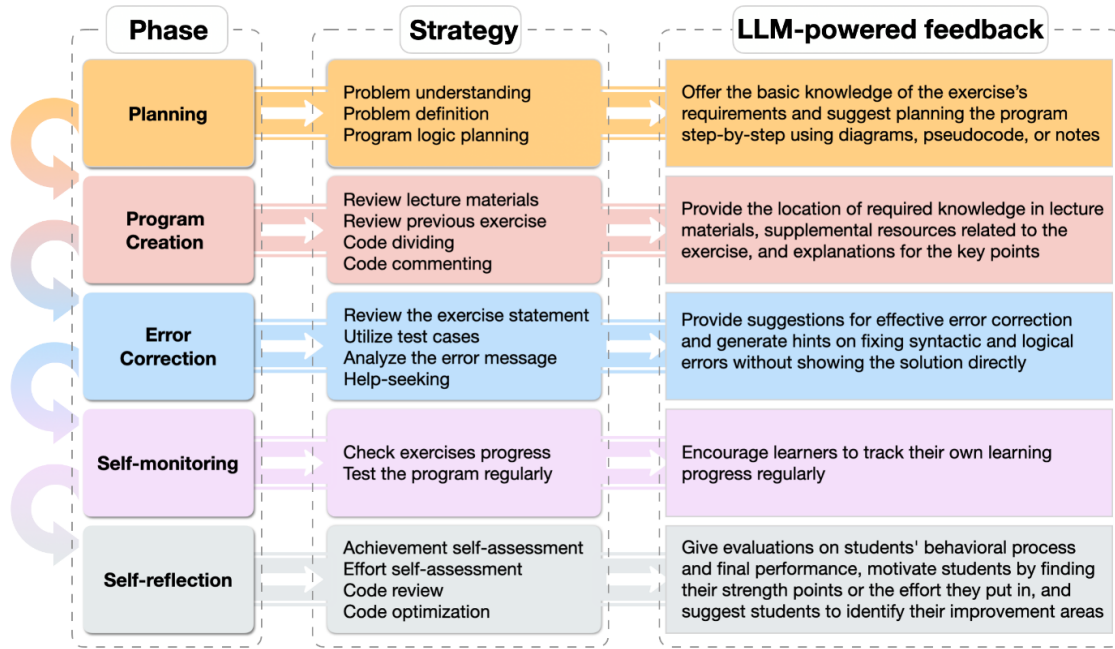 Phase
Strategy
LLM-powered feedback
Planning
Problem understanding
Problem definition
Program logic planning
Offer the basic knowledge of the exercise's
requirements and suggest planning the program
step-by-step using diagrams, pseudocode, or notes
Program
Creation
Review lecture materials
Review previous exercise
Code dividing
Code commenting
Provide the location of required knowledge in lecture
materials, supplemental resources related to the
exercise, and explanations for the key points
Error
Correction
Review the exercise statement
Utilize test cases
Analyze the error message
Help-seeking
Provide suggestions for effective error correction
and generate hints on fixing syntactic and logical
errors without showing the solution directly
Self-monitoring
Check exercises progress
Test the program regularly
Encourage learners to track their own learning
progress regularly
Self-reflection
Achievement self-assessment
Effort self-assessment
Code review
Code optimization
Give evaluations on students' behavioral process
and final performance, motivate students by finding
their strength points or the effort they put in, and
suggest students to identify their improvement areas